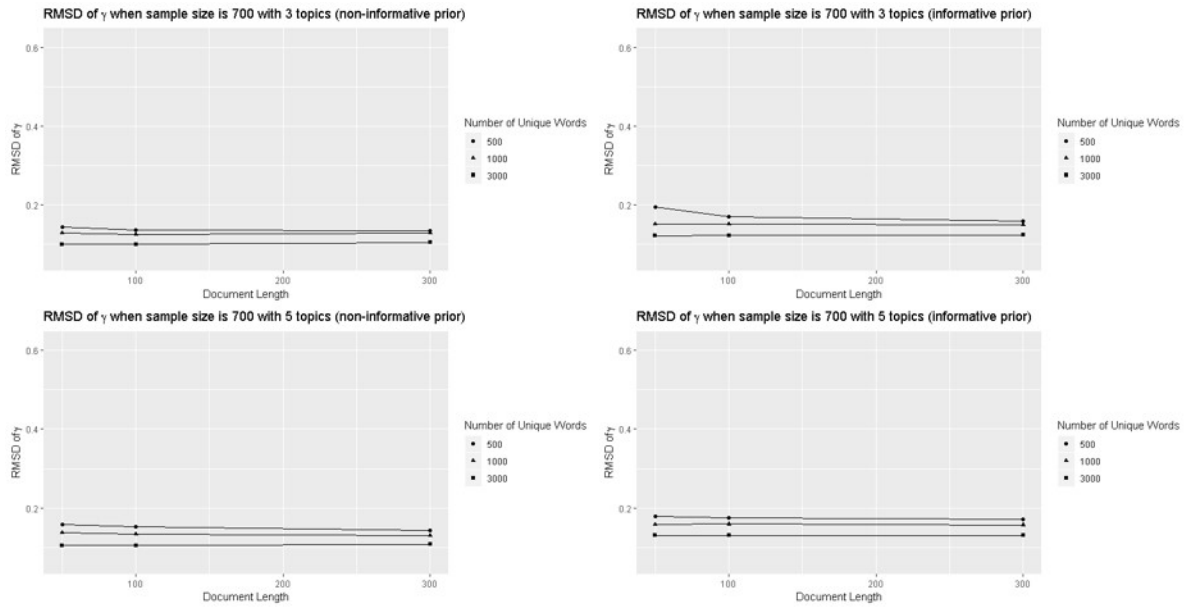 RMSD of γ when sample size is 700 with 3 topics (non-informative prior)
0.6
0.4
0.2
RMSD of γ
100
200
300
Document Length
Number of Unique Words
500
1000
3000
RMSD of γ when sample size is 700 with 3 topics (informative prior)
0.6
0.4
0.2
RMSD of γ
100
200
300
Document Length
Number of Unique Words
500
1000
3000
RMSD of γ when sample size is 700 with 5 topics (non-informative prior)
0.6
0.4
0.2
RMSD of γ
100
200
300
Document Length
Number of Unique Words
500
1000
3000
RMSD of γ when sample size is 700 with 5 topics (informative prior)
0.6
0.4
0.2
RMSD of γ
100
200
300
Document Length
Number of Unique Words
500
1000
3000